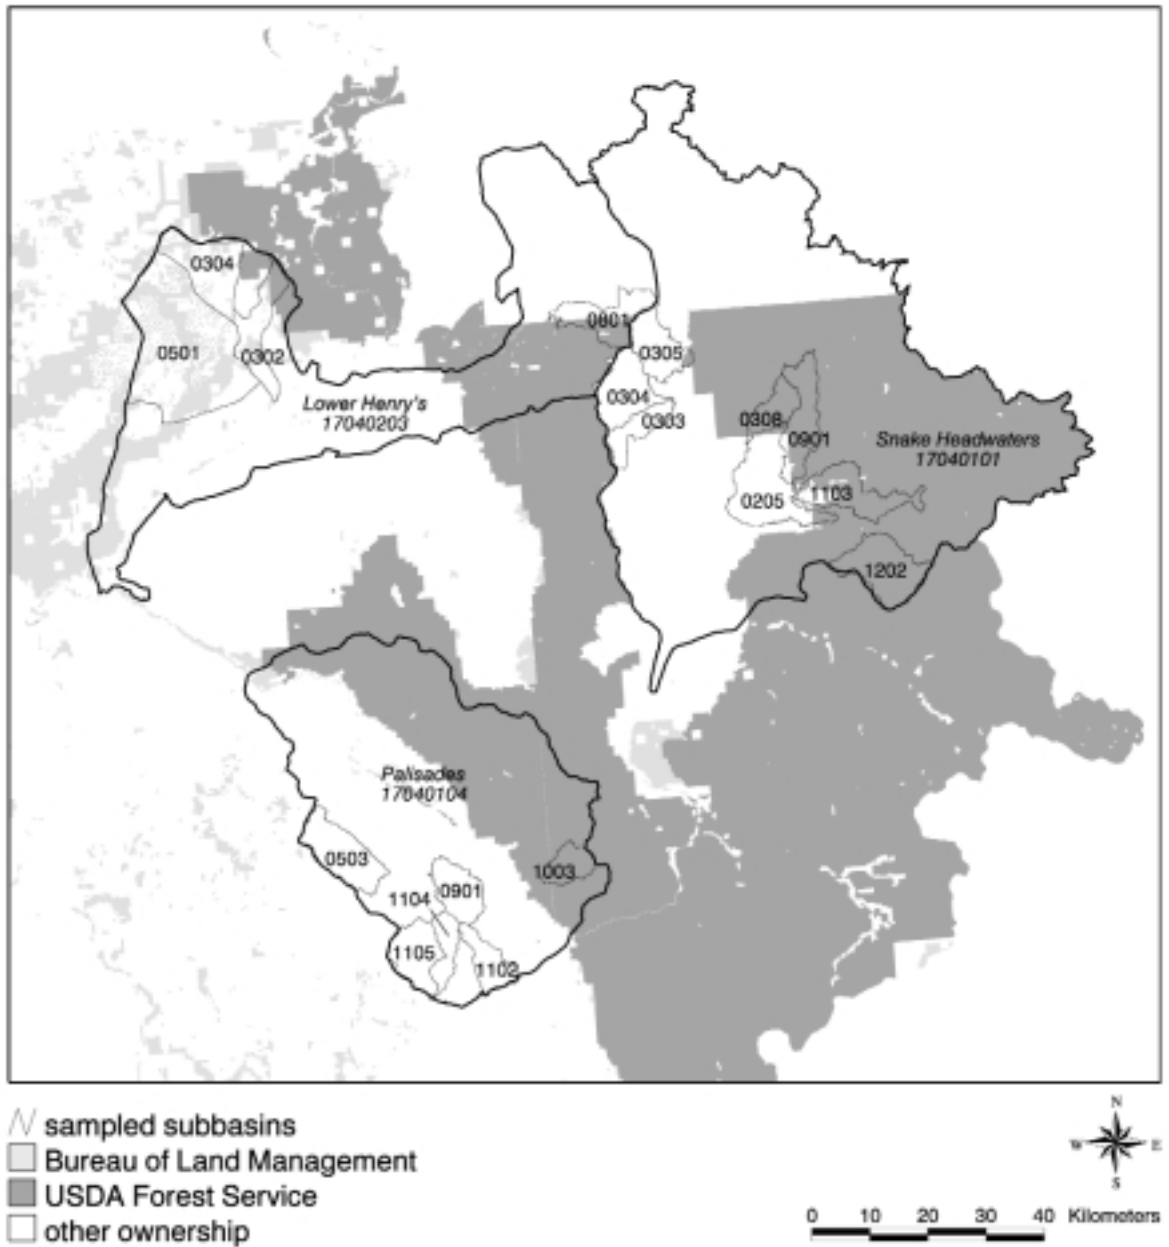 0304
0801
0501
0302
0305
Lower Henry's
17040203
0304
0303
0308
0901
Snake Headwaters
17040101
0205
1103
1202
Palisades
17040104
0503
1104
0901
1003
1105
1102
sampled subbasins
Bureau of Land Management
USDA Forest Service
other ownership
N
W E
S
0 10 20 30 40 Kilometers